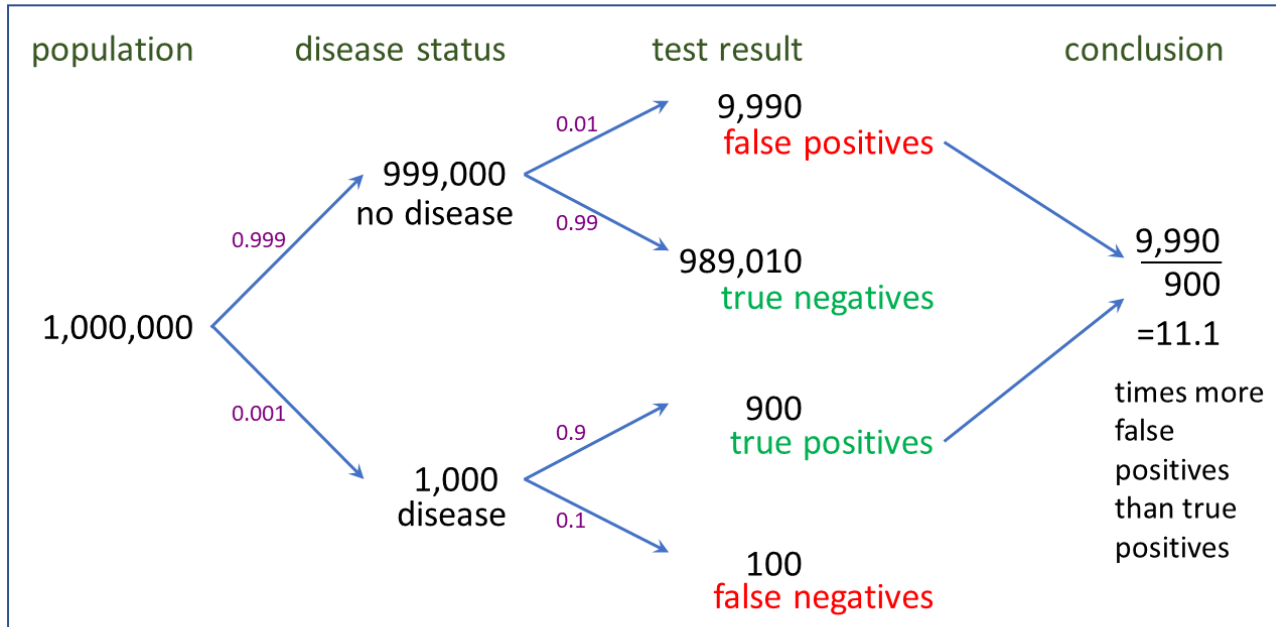 population
disease status
test result
conclusion
1,000,000
0.999
0.001
999,000
no disease
1,000
disease
0.01
0.99
0.9
0.1
9,990
false positives
989,010
true negatives
900
true positives
100
false negatives
9,990
900
=11.1
times more
false
positives
than true
positives